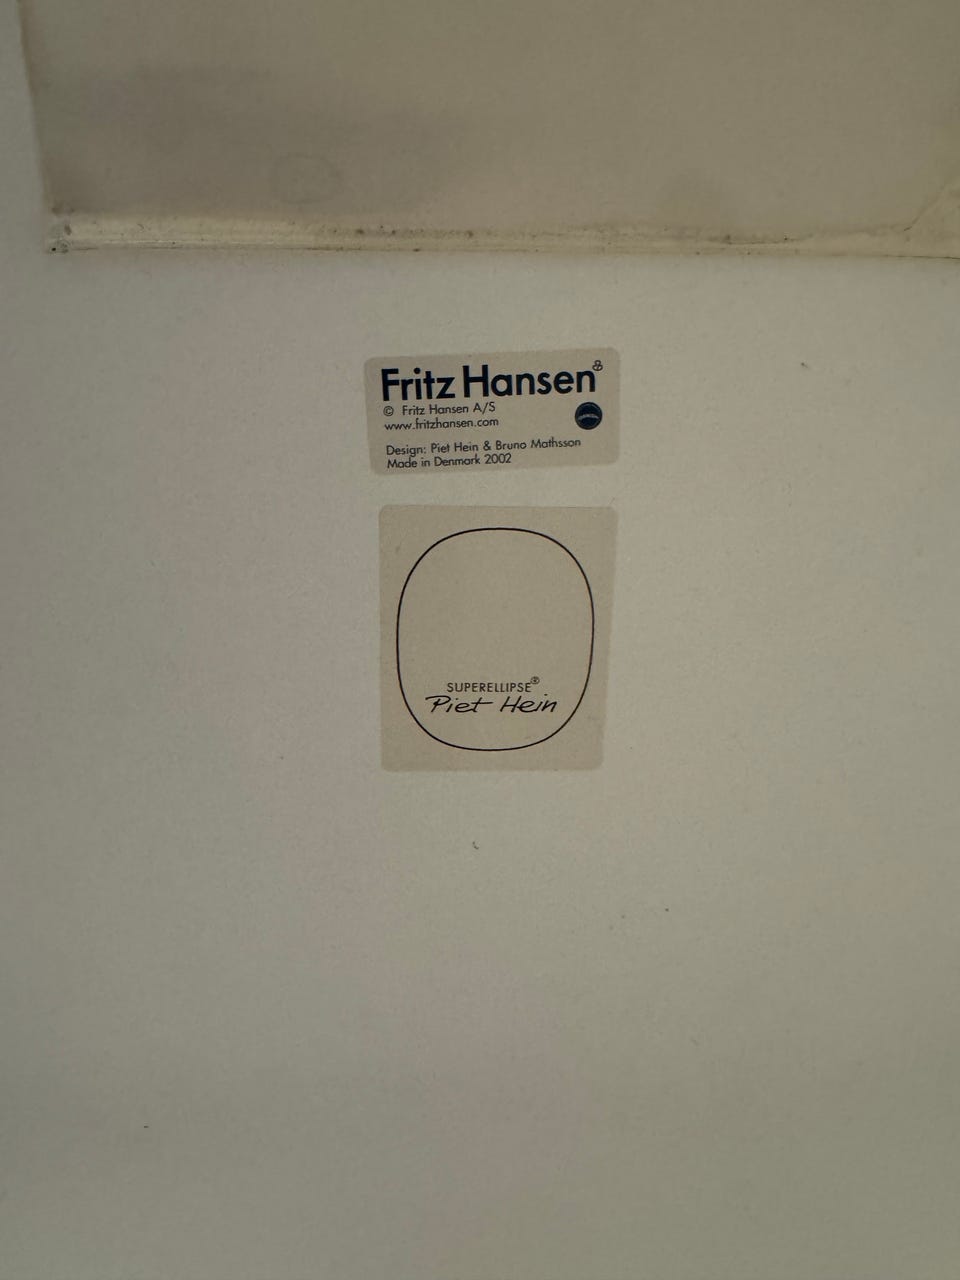 Fritz Hansen
© Fritz Hansen A/S
www.fritzhansen.com
Design: Piet Hein & Bruno Mathsson
Made in Denmark 2002
SUPERELLIPSE®
Piet Hein